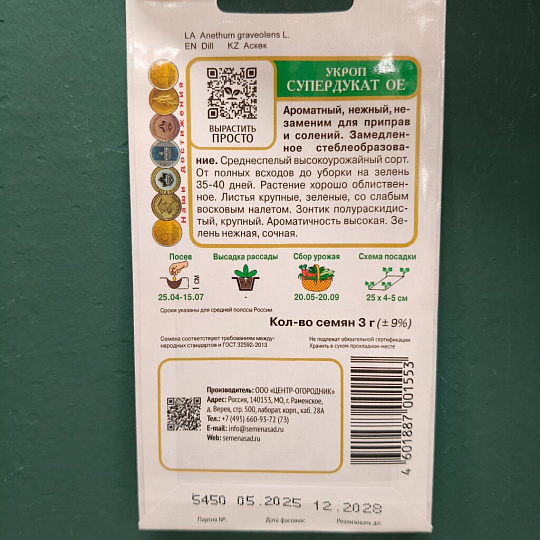 LA Anethum graveolens L.
EN Dill KZ Аскөк
Наши достижения
ВЫРАСТИТЬ
ПРОСТО
УКРОП
СУПЕРДУКАТ ОЕ
Ароматный, нежный, не-
заменим для приправ
и солений. Замедлен-
ное стеблеобразова-
ние. Среднеспелый высокоурожайный сорт.
От полных всходов до уборки на зелень
35-40 дней. Растение хорошо облиствен-
ное. Листья крупные, зеленые, со слабым
восковым налетом. Зонтик полураскидис-
тый, крупный. Ароматичность высокая. Зе-
лень нежная, сочная.
Посев Высадка рассады Сбор урожая Схема посадки
1 см
25.04-15.07 - 20.05-20.09 25 х 4-5 см
Сроки указаны для средней полосы России
Кол-во семян 3 г (± 9%)
Семена соответствуют требованиям между-
народных стандартов и ГОСТ 32592-2013
Не подлежит обязательной сертификации
Хранить в сухом прохладном месте
Производитель: ООО «ЦЕНТР-ОГОРОДНИК»
Адрес: Россия, 140153, МО, г. Раменское,
д. Верея, стр. 500, лаборат. корп., каб. 28А
Тел.: +7 (495) 660-93-72 (73)
E-mail: info@semenasad.ru
Web: semenasad.ru
4 601887 001553
5450 05.2025 12.2028
Партия №: Дата фасовки: Реализовать до: